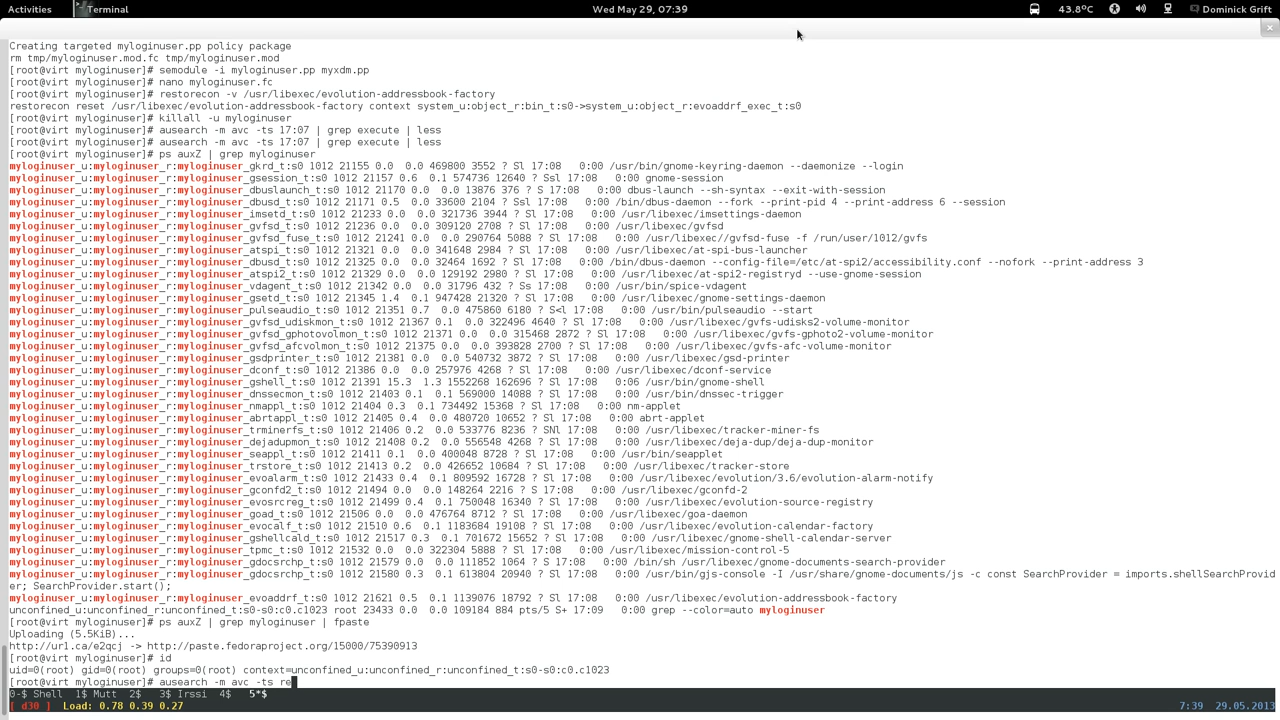 Activities Terminal Wed May 29, 07:39 43.8°C Dominick Grift
Creating targeted myloginuser.pp policy package
rm tmp/myloginuser.mod.fc tmp/myloginuser.mod
[root@virt myloginuser]# semodule -i myloginuser.pp myxdm.pp
[root@virt myloginuser]# nano myloginuser.fc
[root@virt myloginuser]# restorecon -v /usr/libexec/evolution-addressbook-factory
restorecon reset /usr/libexec/evolution-addressbook-factory context system_u:object_r:bin_t:s0->system_u:object_r:evoaddrf_exec_t:s0
[root@virt myloginuser]# killall -u myloginuser
[root@virt myloginuser]# ausearch -m avc -ts 17:07 | grep execute | less
[root@virt myloginuser]# ausearch -m avc -ts 17:07 | grep execute | less
[root@virt myloginuser]# ps auxZ | grep myloginuser
myloginuser_u:myloginuser_r:myloginuser_gkrd_t:s0 1012 21155 0.0  0.0 469800 3552 ? Sl 17:08   0:00 /usr/bin/gnome-keyring-daemon --daemonize --login
myloginuser_u:myloginuser_r:myloginuser_gsession_t:s0 1012 21157 0.6  0.1 574736 12640 ? Ssl 17:08   0:00 gnome-session
myloginuser_u:myloginuser_r:myloginuser_dbuslaunch_t:s0 1012 21170 0.0  0.0 13876 376 ? S 17:08   0:00 dbus-launch --sh-syntax --exit-with-session
myloginuser_u:myloginuser_r:myloginuser_dbusd_t:s0 1012 21171 0.5  0.0 33600 2104 ? Ssl 17:08   0:00 /bin/dbus-daemon --fork --print-pid 4 --print-address 6 --session
myloginuser_u:myloginuser_r:myloginuser_imsetd_t:s0 1012 21233 0.0  0.0 321736 3944 ? Sl 17:08   0:00 /usr/libexec/imsettings-daemon
myloginuser_u:myloginuser_r:myloginuser_gvfsd_t:s0 1012 21236 0.0  0.0 309120 2708 ? Sl 17:08   0:00 /usr/libexec/gvfsd
myloginuser_u:myloginuser_r:myloginuser_gvfsd_fuse_t:s0 1012 21241 0.0  0.0 290764 5088 ? Sl 17:08   0:00 /usr/libexec//gvfsd-fuse -f /run/user/1012/gvfs
myloginuser_u:myloginuser_r:myloginuser_atspi_t:s0 1012 21321 0.0  0.0 341648 2984 ? Sl 17:08   0:00 /usr/libexec/at-spi-bus-launcher
myloginuser_u:myloginuser_r:myloginuser_dbusd_t:s0 1012 21325 0.0  0.0 32464 1692 ? Sl 17:08   0:00 /bin/dbus-daemon --config-file=/etc/at-spi2/accessibility.conf --nofork --print-address 3
myloginuser_u:myloginuser_r:myloginuser_atspi2_t:s0 1012 21329 0.0  0.0 129192 2980 ? Sl 17:08   0:00 /usr/libexec/at-spi2-registryd --use-gnome-session
myloginuser_u:myloginuser_r:myloginuser_vdagent_t:s0 1012 21342 0.0  0.0 31796 432 ? Ss 17:08   0:00 /usr/bin/spice-vdagent
myloginuser_u:myloginuser_r:myloginuser_gsetd_t:s0 1012 21345 1.4  0.1 947428 21320 ? Sl 17:08   0:00 /usr/libexec/gnome-settings-daemon
myloginuser_u:myloginuser_r:myloginuser_pulseaudio_t:s0 1012 21351 0.7  0.0 475860 6180 ? S<l 17:08   0:00 /usr/bin/pulseaudio --start
myloginuser_u:myloginuser_r:myloginuser_gvfsd_udiskmon_t:s0 1012 21367 0.1  0.0 322496 4640 ? Sl 17:08   0:00 /usr/libexec/gvfs-udisks2-volume-monitor
myloginuser_u:myloginuser_r:myloginuser_gvfsd_gphotovolmon_t:s0 1012 21371 0.0  0.0 315468 2872 ? Sl 17:08   0:00 /usr/libexec/gvfs-gphoto2-volume-monitor
myloginuser_u:myloginuser_r:myloginuser_gvfsd_afcvolmon_t:s0 1012 21375 0.0  0.0 393828 2700 ? Sl 17:08   0:00 /usr/libexec/gvfs-afc-volume-monitor
myloginuser_u:myloginuser_r:myloginuser_gsdprinter_t:s0 1012 21381 0.0  0.0 540732 3872 ? Sl 17:08   0:00 /usr/libexec/gsd-printer
myloginuser_u:myloginuser_r:myloginuser_dconf_t:s0 1012 21386 0.0  0.0 257976 4268 ? Sl 17:08   0:00 /usr/libexec/dconf-service
myloginuser_u:myloginuser_r:myloginuser_gshell_t:s0 1012 21391 15.3  1.3 1552268 162696 ? Sl 17:08   0:06 /usr/bin/gnome-shell
myloginuser_u:myloginuser_r:myloginuser_dnssecmon_t:s0 1012 21403 0.1  0.1 569000 14088 ? Sl 17:08   0:00 /usr/bin/dnssec-trigger
myloginuser_u:myloginuser_r:myloginuser_nmappl_t:s0 1012 21404 0.3  0.1 734492 15368 ? Sl 17:08   0:00 nm-applet
myloginuser_u:myloginuser_r:myloginuser_abrtappl_t:s0 1012 21405 0.4  0.0 480720 10652 ? Sl 17:08   0:00 abrt-applet
myloginuser_u:myloginuser_r:myloginuser_trminerfs_t:s0 1012 21406 0.2  0.0 533776 8236 ? SNl 17:08   0:00 /usr/libexec/tracker-miner-fs
myloginuser_u:myloginuser_r:myloginuser_dejadupmon_t:s0 1012 21408 0.2  0.0 556548 4268 ? Sl 17:08   0:00 /usr/libexec/deja-dup/deja-dup-monitor
myloginuser_u:myloginuser_r:myloginuser_seappl_t:s0 1012 21411 0.1  0.0 400048 8728 ? Sl 17:08   0:00 /usr/bin/seapplet
myloginuser_u:myloginuser_r:myloginuser_trstore_t:s0 1012 21413 0.2  0.0 426652 10684 ? Sl 17:08   0:00 /usr/libexec/tracker-store
myloginuser_u:myloginuser_r:myloginuser_evoalarm_t:s0 1012 21433 0.4  0.1 809592 16728 ? Sl 17:08   0:00 /usr/libexec/evolution/3.6/evolution-alarm-notify
myloginuser_u:myloginuser_r:myloginuser_gconfd2_t:s0 1012 21494 0.0  0.0 148264 2216 ? S 17:08   0:00 /usr/libexec/gconfd-2
myloginuser_u:myloginuser_r:myloginuser_evosrcreg_t:s0 1012 21499 0.4  0.1 750048 16340 ? Sl 17:08   0:00 /usr/libexec/evolution-source-registry
myloginuser_u:myloginuser_r:myloginuser_goad_t:s0 1012 21506 0.0  0.0 476764 8712 ? Sl 17:08   0:00 /usr/libexec/goa-daemon
myloginuser_u:myloginuser_r:myloginuser_evocalf_t:s0 1012 21510 0.6  0.1 1183684 19108 ? Sl 17:08   0:00 /usr/libexec/evolution-calendar-factory
myloginuser_u:myloginuser_r:myloginuser_gshellcald_t:s0 1012 21517 0.3  0.1 701672 15652 ? Sl 17:08   0:00 /usr/libexec/gnome-shell-calendar-server
myloginuser_u:myloginuser_r:myloginuser_tpmc_t:s0 1012 21532 0.0  0.0 322304 5888 ? Sl 17:08   0:00 /usr/libexec/mission-control-5
myloginuser_u:myloginuser_r:myloginuser_gdocsrchp_t:s0 1012 21579 0.0  0.0 111852 1064 ? S 17:08   0:00 /bin/sh /usr/libexec/gnome-documents-search-provider
myloginuser_u:myloginuser_r:myloginuser_gdocsrchp_t:s0 1012 21580 0.3  0.1 613804 20940 ? Sl 17:08   0:00 /usr/bin/gjs-console -I /usr/share/gnome-documents/js -c const SearchProvider = imports.shellSearchProvid
er; SearchProvider.start();
myloginuser_u:myloginuser_r:myloginuser_evoaddrf_t:s0 1012 21621 0.5  0.1 1139076 18792 ? Sl 17:08   0:00 /usr/libexec/evolution-addressbook-factory
unconfined_u:unconfined_r:unconfined_t:s0-s0:c0.c1023 root 23433 0.0  0.0 109184 884 pts/5 S+ 17:09   0:00 grep --color=auto myloginuser
[root@virt myloginuser]# ps auxZ | grep myloginuser | fpaste
Uploading (5.5KiB)...
http://ur1.ca/e2qcj -> http://paste.fedoraproject.org/15000/75390913
[root@virt myloginuser]# id
uid=0(root) gid=0(root) groups=0(root) context=unconfined_u:unconfined_r:unconfined_t:s0-s0:c0.c1023
[root@virt myloginuser]# ausearch -m avc -ts re
0-$ Shell  1$ Mutt  2$   3$ Irssi  4$   5*$
[ d30 ]  Load: 0.78 0.39 0.27 7:39 29.05.2013